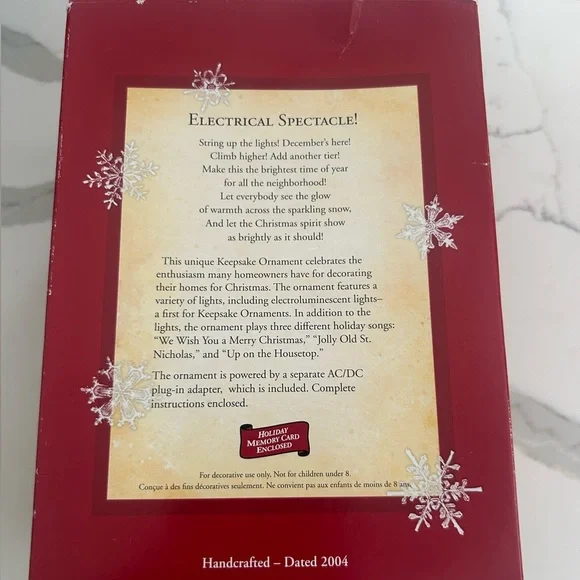 ELECTRICAL SPECTACLE!
String up the lights! December's here!
Climb higher! Add another tier!
Make this the brightest time of year
for all the neighborhood!
Let everybody see the glow
of warmth across the sparkling snow,
And let the Christmas spirit show
as brightly as it should!
This unique Keepsake Ornament celebrates the
enthusiasm many homeowners have for decorating
their homes for Christmas. The ornament features a
variety of lights, including electroluminescent lights–
a first for Keepsake Ornaments. In addition to the
lights, the ornament plays three different holiday songs:
"We Wish You a Merry Christmas," "Jolly Old St.
Nicholas," and "Up on the Housetop."
The ornament is powered by a separate AC/DC
plug-in adapter, which is included. Complete
instructions enclosed.
HOLIDAY
MEMORY CARD
ENCLOSED
For decorative use only. Not for children under 8.
Conçue à des fins décoratives seulement. Ne convient pas aux enfants de moins de 8 ans.
Handcrafted – Dated 2004